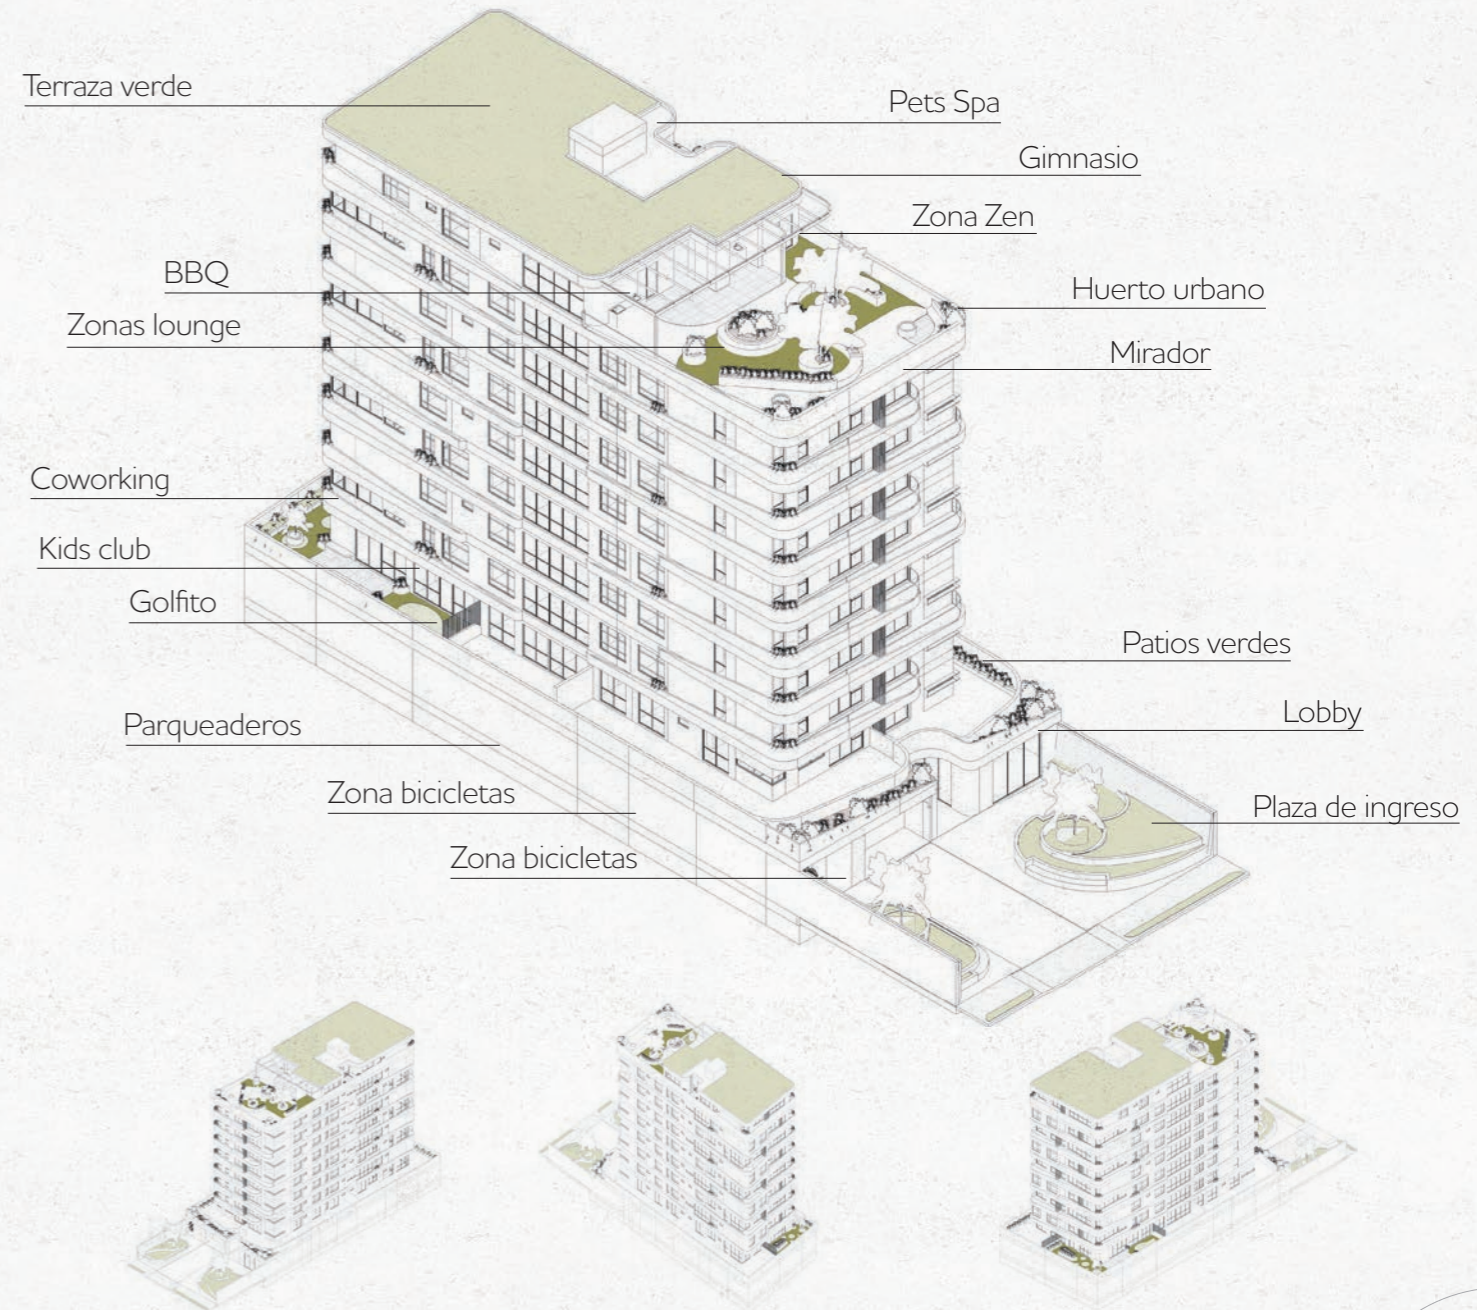 Terraza verde
Pets Spa
Gimnasio
Zona Zen
BBQ
Huerto urbano
Zonas lounge
Mirador
Coworking
Kids club
Golfito
Patios verdes
Lobby
Parqueaderos
Zona bicicletas
Plaza de ingreso
Zona bicicletas